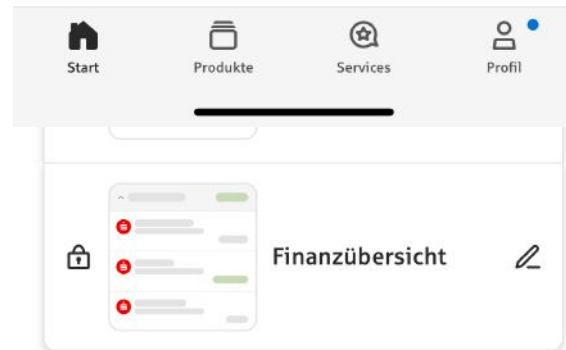 Start
Produkte
Services
Profil
Finanzübersicht